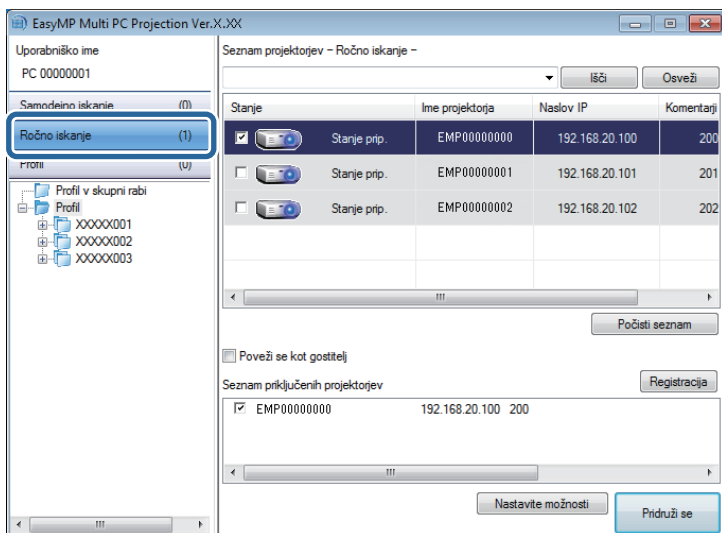 EasyMP Multi PC Projection Ver.X.XX
Uporabniško ime
PC 00000001
Samodejno iskanje (0)
Ročno iskanje (1)
Profil (0)
Profil v skupni rabi
Profil
XXXXX001
XXXXX002
XXXXX003
Seznam projektorjev – Ročno iskanje –
Išči Osveži
Stanje Ime projektorja Naslov IP Komentarji
Stanje prip. EMP00000000 192.168.20.100 200
Stanje prip. EMP00000001 192.168.20.101 201
Stanje prip. EMP00000002 192.168.20.102 202
Počisti seznam
Poveži se kot gostitelj
Seznam priključenih projektorjev Registracija
EMP00000000 192.168.20.100 200
Nastavite možnosti Pridruži se